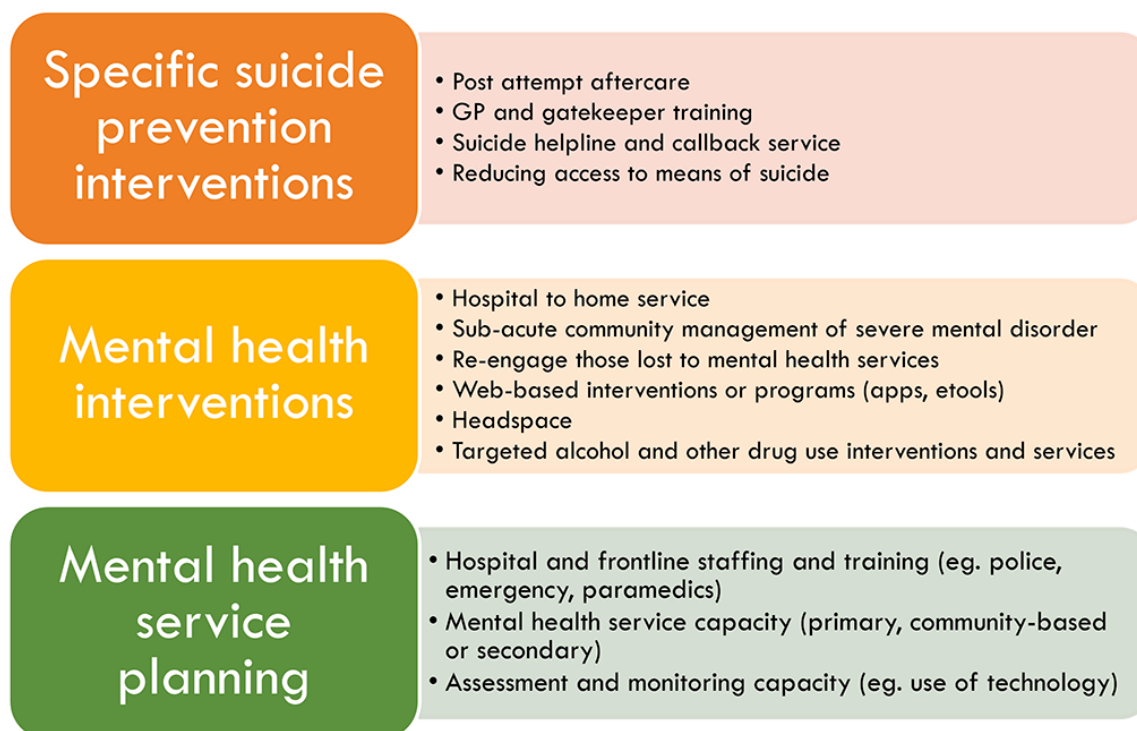 Specific suicide
prevention
interventions
• Post attempt aftercare
• GP and gatekeeper training
• Suicide helpline and callback service
• Reducing access to means of suicide
Mental health
interventions
• Hospital to home service
• Sub-acute community management of severe mental disorder
• Re-engage those lost to mental health services
• Web-based interventions or programs (apps, etools)
• Headspace
• Targeted alcohol and other drug use interventions and services
Mental health
service
planning
• Hospital and frontline staffing and training (eg. police,
emergency, paramedics)
• Mental health service capacity (primary, community-based
or secondary)
• Assessment and monitoring capacity (eg. use of technology)